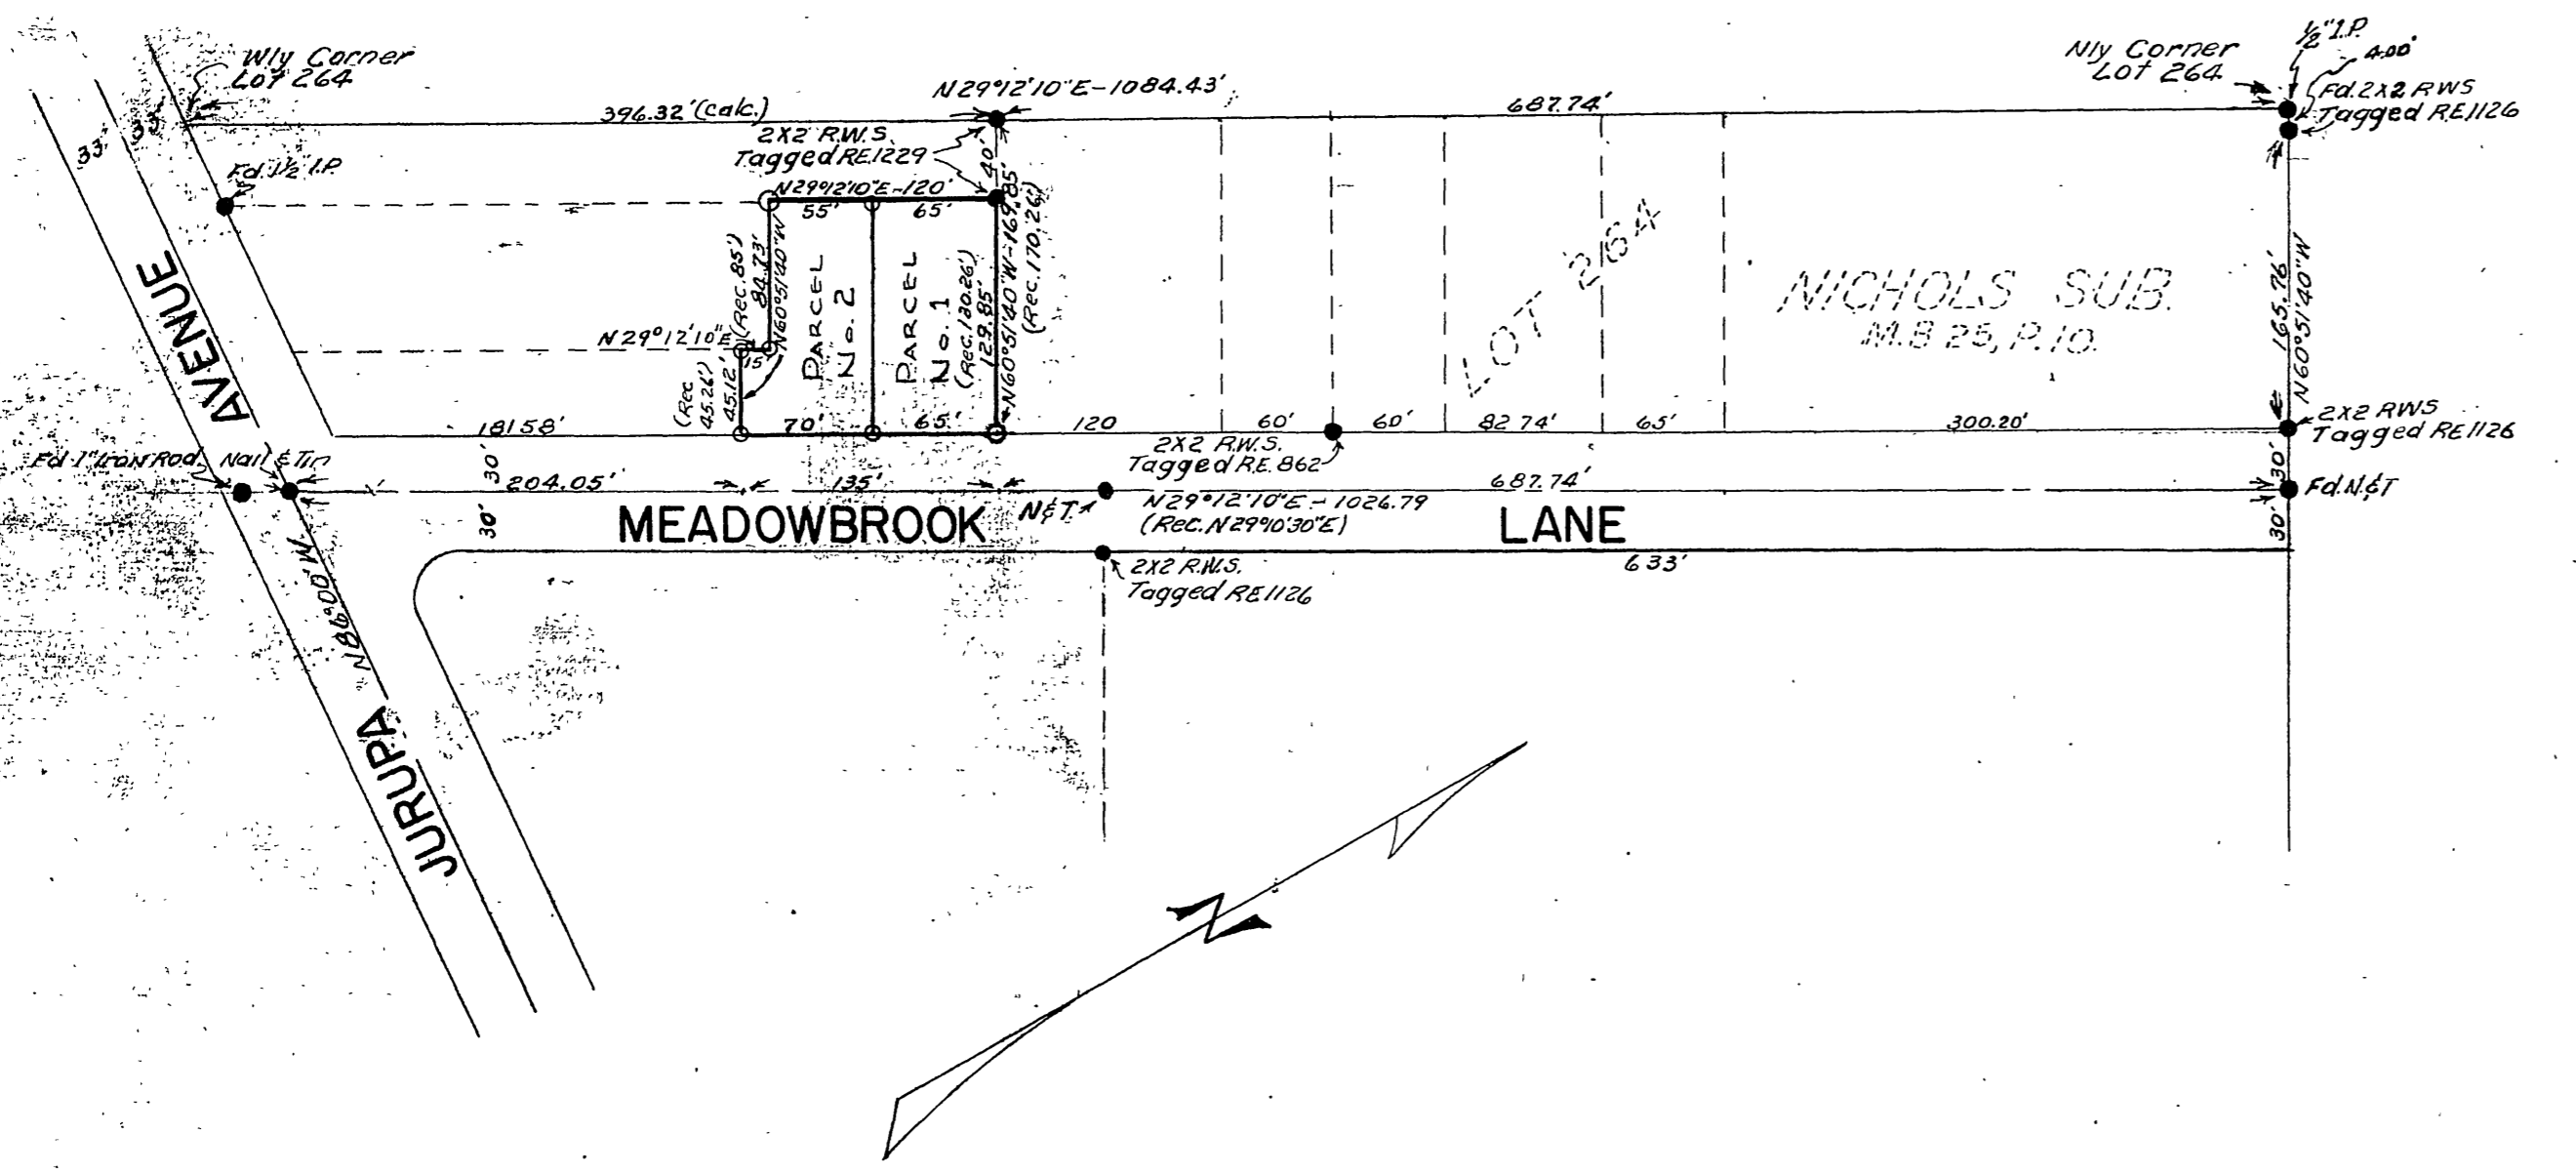 Wly Corner
Lot 264
N29°12'10"E-1084.43'
396.32'(calc.)
687.74'
Nly Corner
Lot 264
½" I.P.
4.00'
Fd. 2X2 RWS
Tagged RE1126
33'
33'
2X2 R.W.S.
Tagged RE1229
40'
Fd. 1½" I.P.
N29°12'10"E-120'
55'
65'
N60°51'40"W-169.85'
(Rec. 170.26')
(Rec. 85')
84.73'
N60°51'40"W
PARCEL
No. 2
PARCEL
No. 1
(Rec. 130.26')
129.85'
LOT 264
NICHOLS SUB.
M.B 25, P.10.
165.76'
N60°51'40"W
N29°12'10"E
15'
(Rec
45.26')
45.12'
181.58'
70'
65'
120
60'
60'
82.74'
65'
300.20'
2X2 RWS
Tagged RE1126
2X2 R.W.S.
Tagged R.E. 862
AVENUE
Fd. 1" Iron Rod
Nail & Tin
30'
204.05'
135'
687.74'
30'
Fd. N.&T
N&T.
N29°12'10"E - 1026.79
(Rec. N29°10'30"E)
30'
MEADOWBROOK LANE
30'
633'
2X2 R.W.S.
Tagged RE1126
N86°00'W
JURUPA
N